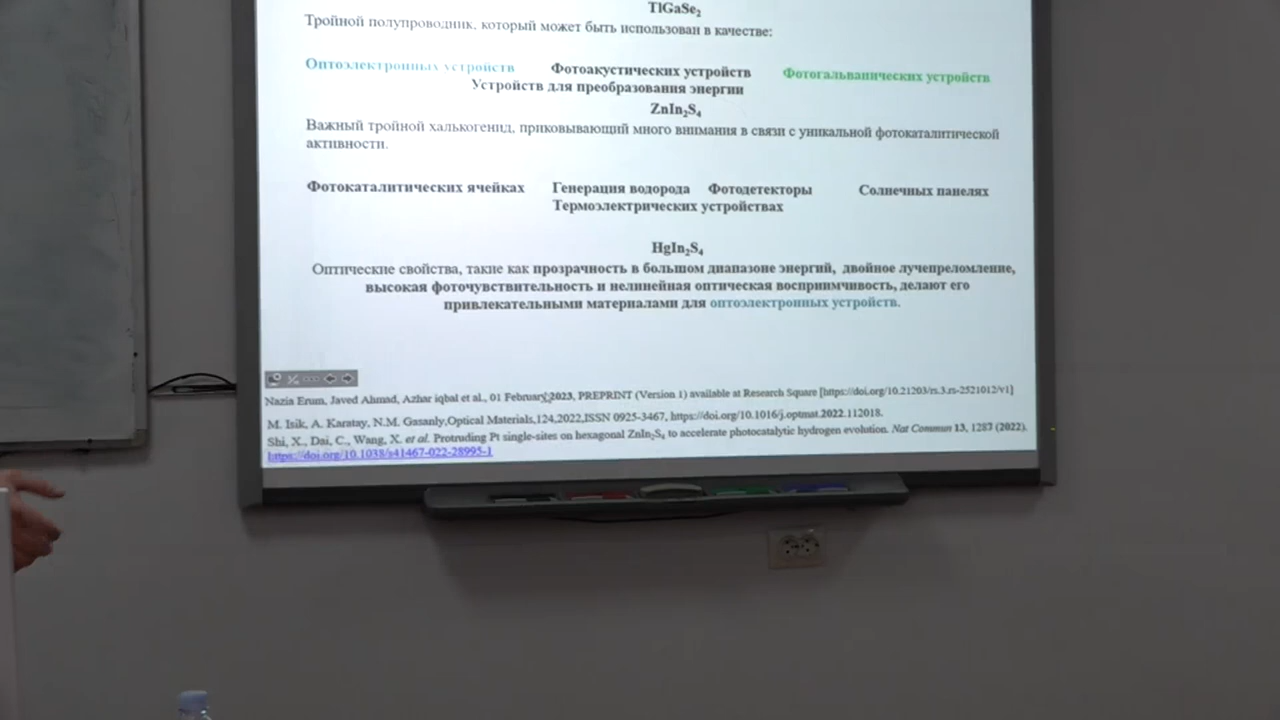 TlGaSe₂
Тройной полупроводник, который может быть использован в качестве:
Оптоэлектронных устройств Фотоакустических устройств Фотогальванических устройств
Устройств для преобразования энергии
ZnIn₂S₄
Важный тройной халькогенид, приковывающий много внимания в связи с уникальной фотокаталитической
активности.
Фотокаталитических ячейках Генерация водорода Фотодетекторы Солнечных панелях
Термоэлектрических устройствах
HgIn₂S₄
Оптические свойства, такие как прозрачность в большом диапазоне энергий, двойное лучепреломление,
высокая фоточувствительность и нелинейная оптическая восприимчивость, делают его
привлекательными материалами для оптоэлектронных устройств.
Nazia Erum, Javed Ahmad, Azhar iqbal et al., 01 February 2023, PREPRINT (Version 1) available at Research Square [https://doi.org/10.21203/rs.3.rs-2521012/v1]
M. Isik, A. Karatay, N.M. Gasanly,Optical Materials,124,2022,ISSN 0925-3467, https://doi.org/10.1016/j.optmat.2022.112018.
Shi, X., Dai, C., Wang, X. et al. Protruding Pt single-sites on hexagonal ZnIn₂S₄ to accelerate photocatalytic hydrogen evolution. Nat Commun 13, 1287 (2022).
https://doi.org/10.1038/s41467-022-28995-1